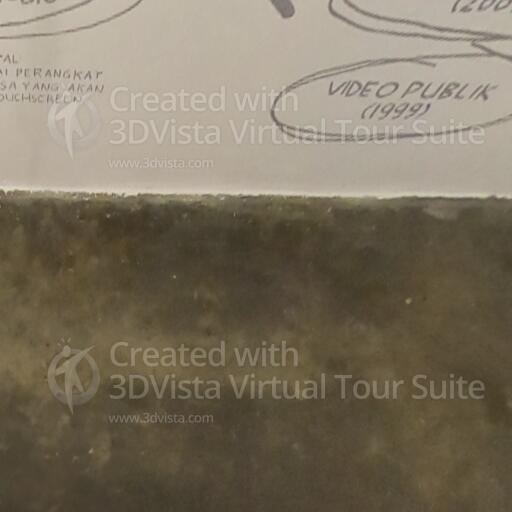 (200
VIDEO PUBLIK
(1999)
AI PERANGKAT
SA YANG AKAN
OUCHSCREEN
Created with
3DVista Virtual Tour Suite
www.3dvista.com
Created with
3DVista Virtual Tour Suite
www.3dvista.com